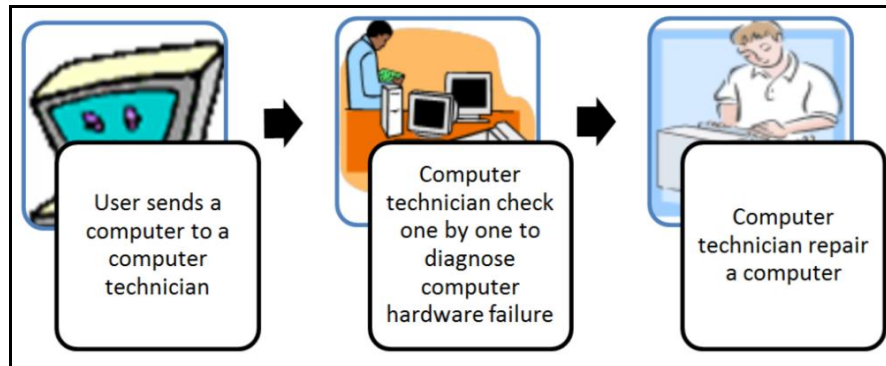 User sends a
computer to a
computer
technician
Computer
technician check
one by one to
diagnose
computer
hardware failure
Computer
technician repair
a computer